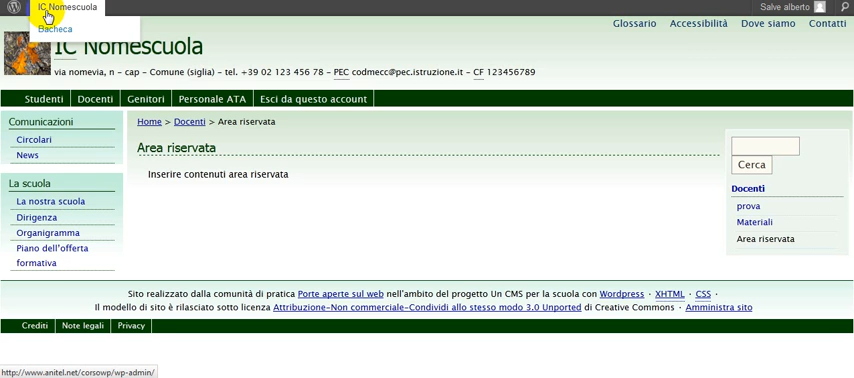 IC Nomescuola
Salve alberto
Bacheca
Glossario Accessibilità Dove siamo Contatti
IC Nomescuola
via nomevia, n - cap - Comune (siglia) - tel. +39 02 123 456 78 - PEC codmecc@pec.istruzione.it - CF 123456789
Studenti Docenti Genitori Personale ATA Esci da questo account
Comunicazioni
Circolari
News
La scuola
La nostra scuola
Dirigenza
Organigramma
Piano dell'offerta
formativa
Home > Docenti > Area riservata
Area riservata
Inserire contenuti area riservata
Cerca
Docenti
prova
Materiali
Area riservata
Sito realizzato dalla comunità di pratica Porte aperte sul web nell'ambito del progetto Un CMS per la scuola con Wordpress · XHTML · CSS ·
Il modello di sito è rilasciato sotto licenza Attribuzione-Non commerciale-Condividi allo stesso modo 3.0 Unported di Creative Commons · Amministra sito
Crediti Note legali Privacy
http://www.anitel.net/corsowp/wp-admin/